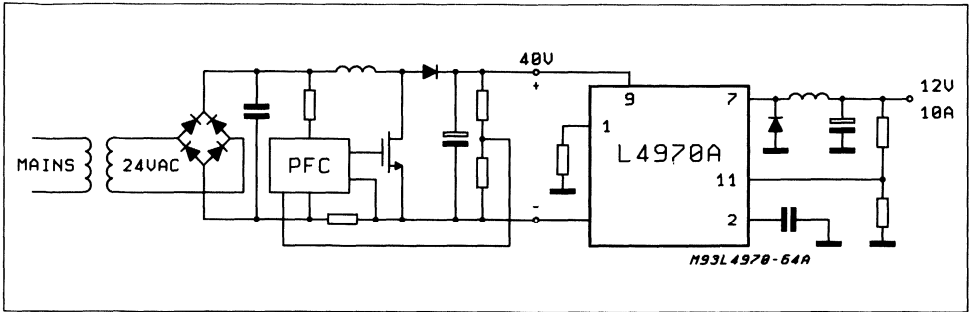 MAINS
24VAC
PFC
40V
+
-
9
1
7
L4970A
11
2
12V
10A
M93L4970-64A